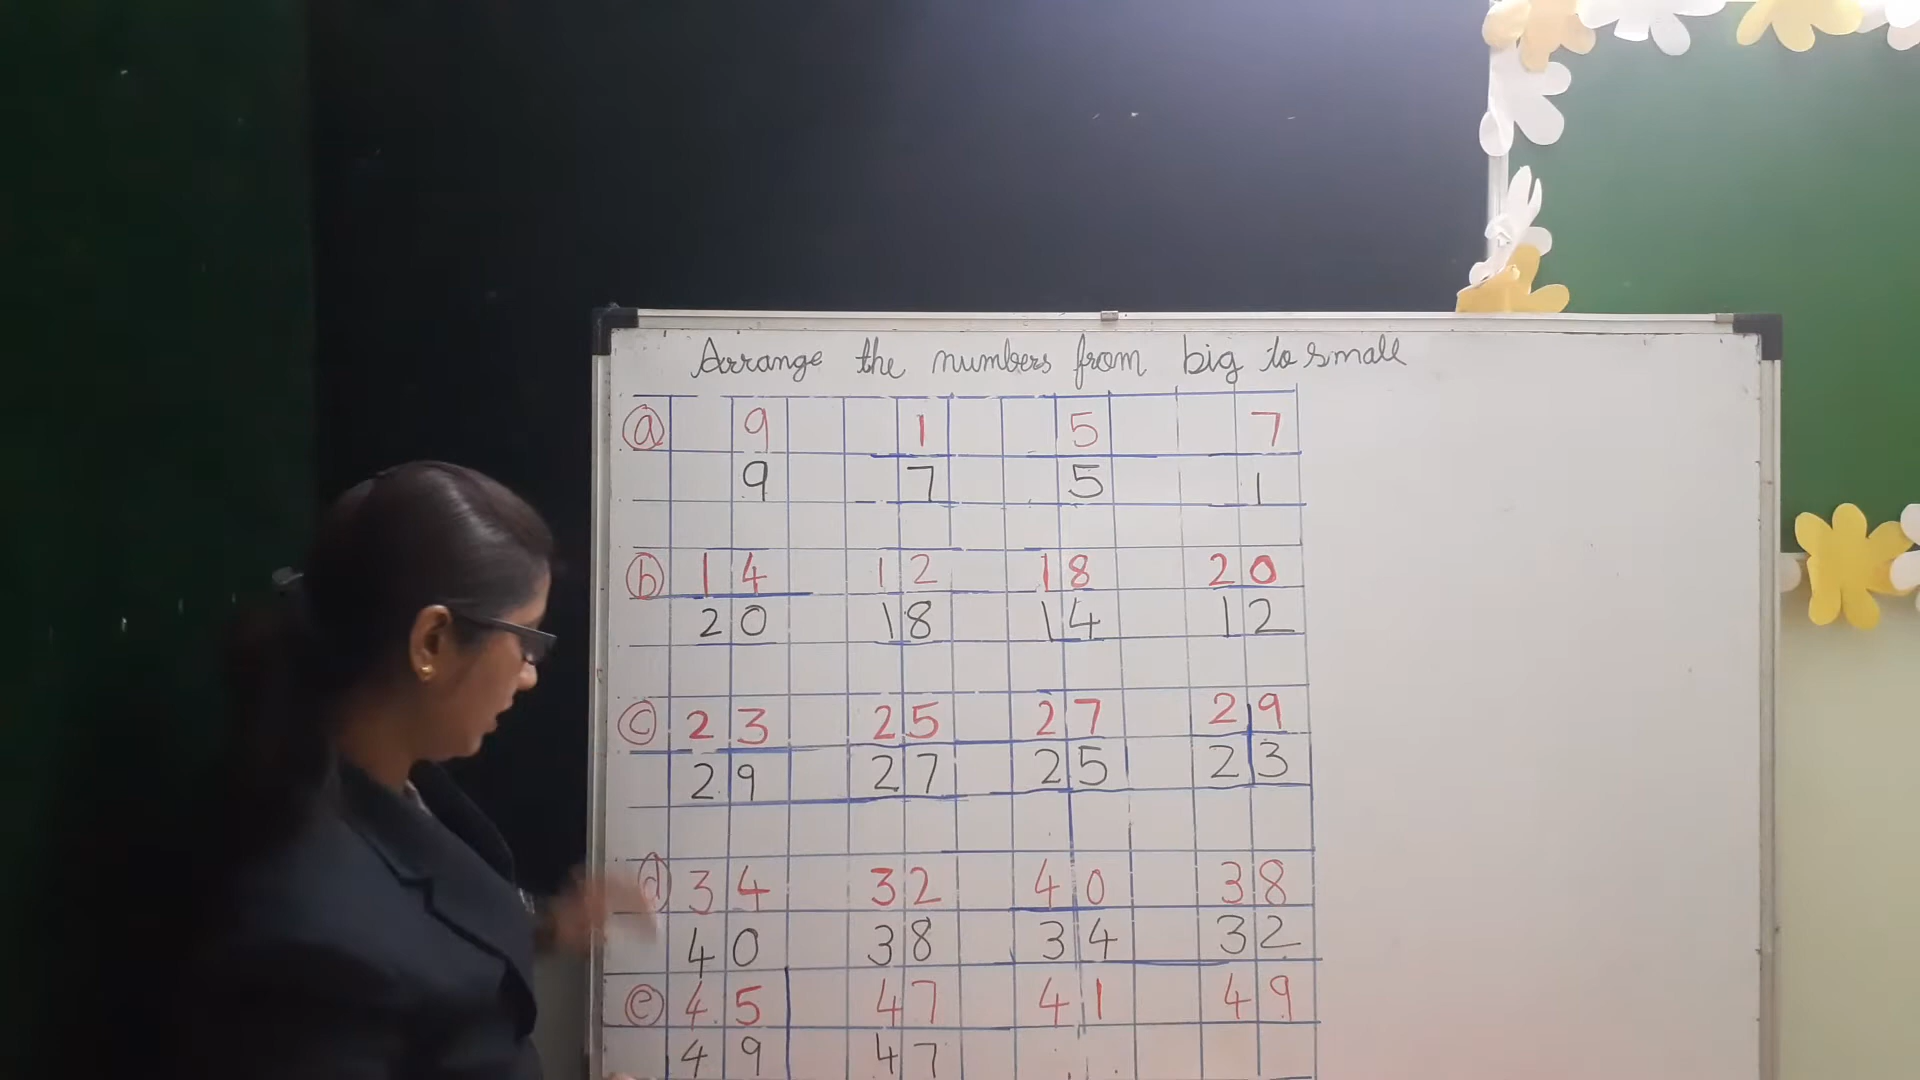 Arrange the numbers from big to small
a 9 1 5 7
9 7 5 1
b 14 12 18 20
20 18 14 12
c 23 25 27 29
29 27 25 23
d 34 32 40 38
40 38 34 32
e 45 47 41 49
49 47